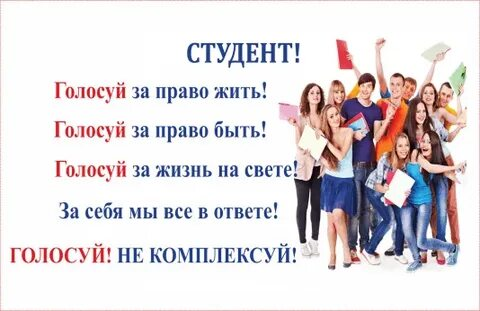 СТУДЕНТ!
Голосуй за право жить!
Голосуй за право быть!
Голосуй за жизнь на свете!
За себя мы все в ответе!
ГОЛОСУЙ! НЕ КОМПЛЕКСУЙ!